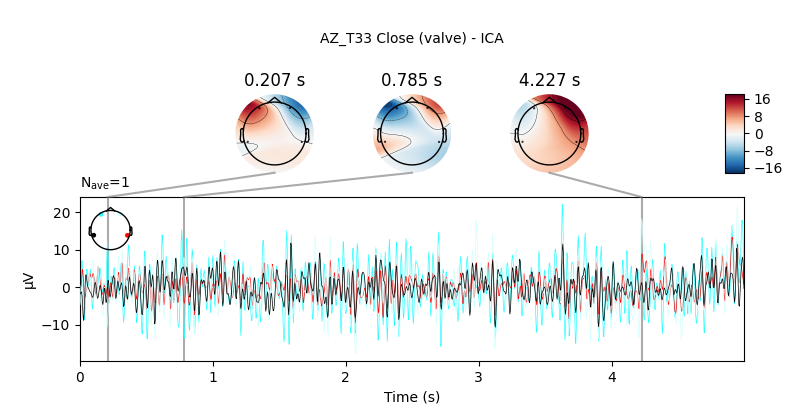 AZ_T33 Close (valve) - ICA
0.207 s
0.785 s
4.227 s
16
8
0
−8
−16
Nave=1
20
10
0
−10
µV
0
1
2
3
4
Time (s)